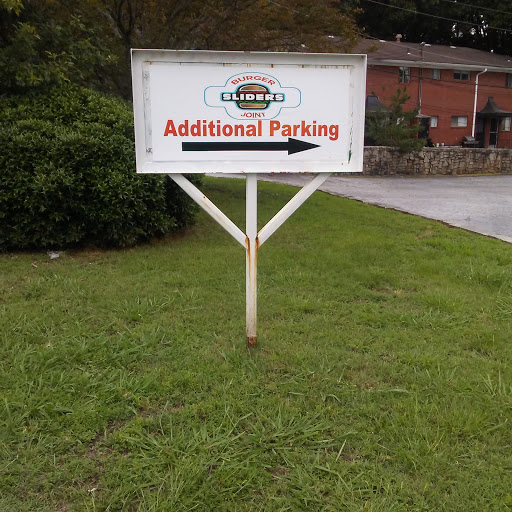 BURGER
SLIDERS
JOINT
Additional Parking